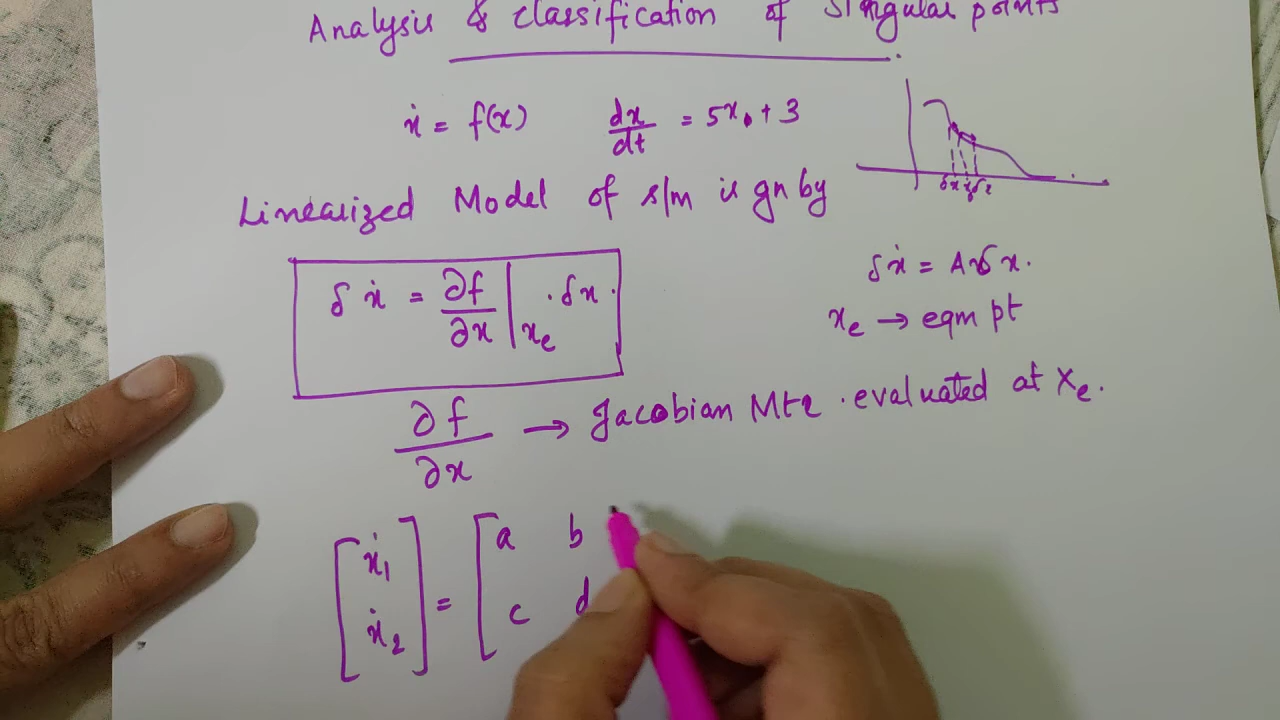 Analysis & classification of Singular points
ẋ = f(x) dx/dt = 5x. + 3
Linearized Model of s/m is gn by
δẋ = ∂f/∂x |xe . δx .
δẋ = A δx .
xe → eqm pt
∂f/∂x → Jacobian Mtz . evaluated at Xe .
[ẋ1 ẋ2] = [a b
c d